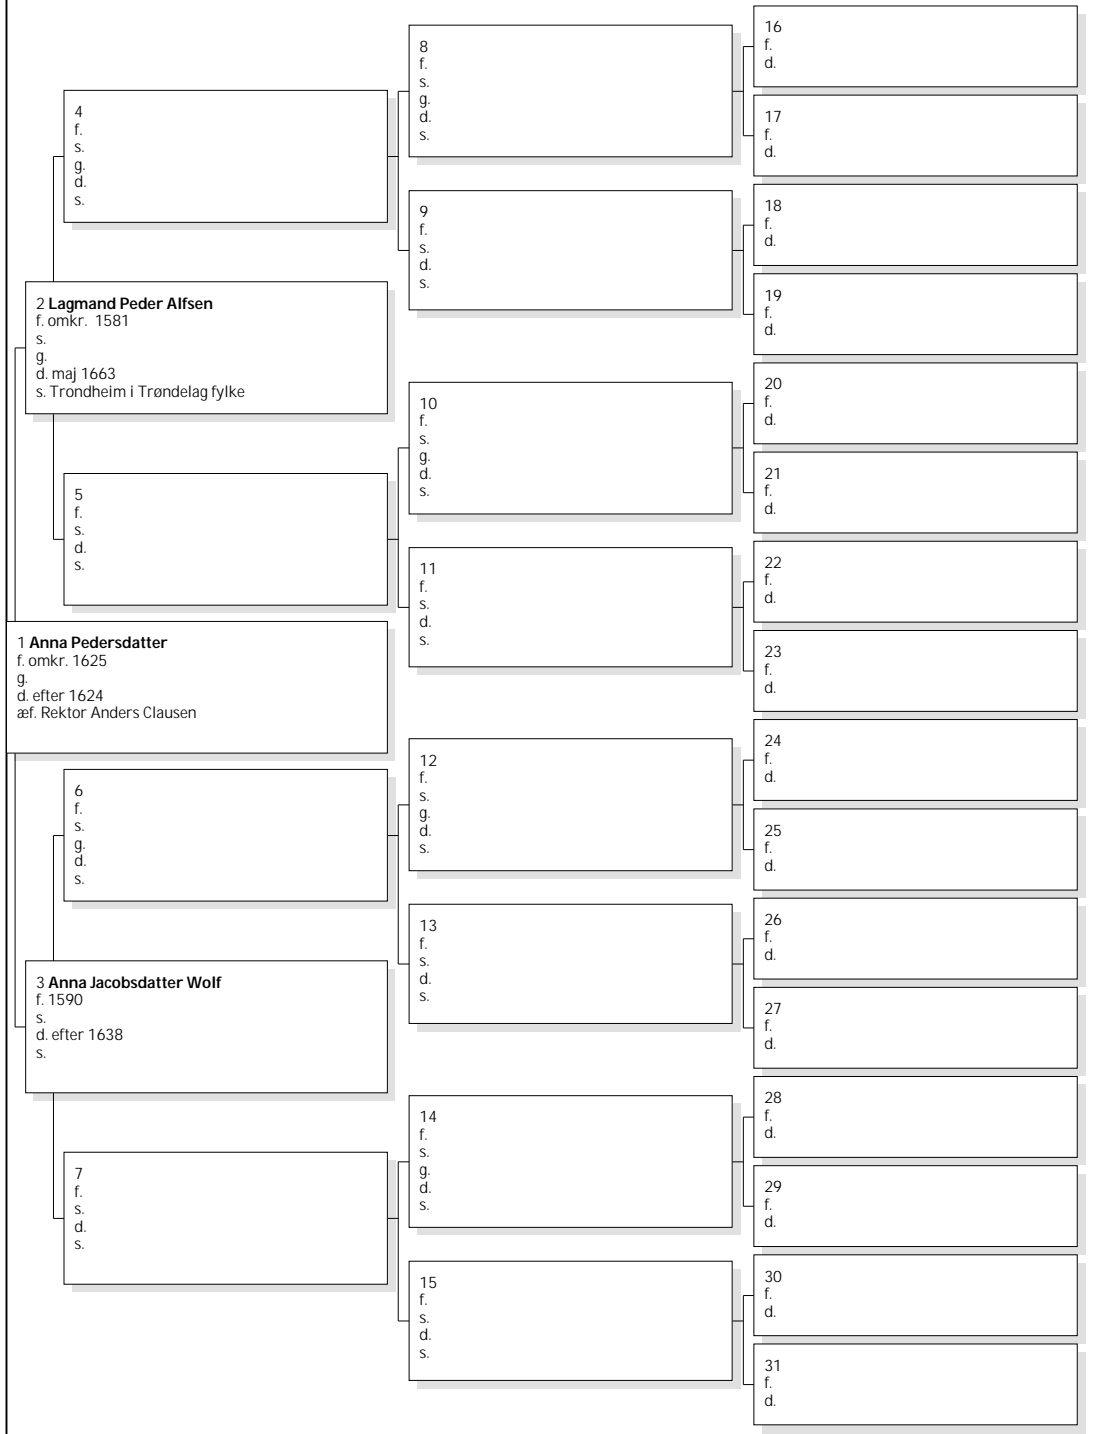 16
f.
d.
8
f.
s.
g.
d.
s.
17
f.
d.
4
f.
s.
g.
d.
s.
18
f.
d.
9
f.
s.
d.
s.
19
f.
d.
2 Lagmand Peder Alfsen
f. omkr. 1581
s.
g.
d. maj 1663
s. Trondheim i Trøndelag fylke
20
f.
d.
10
f.
s.
g.
d.
s.
21
f.
d.
5
f.
s.
d.
s.
22
f.
d.
11
f.
s.
d.
s.
23
f.
d.
1 Anna Pedersdatter
f. omkr. 1625
g.
d. efter 1624
æf. Rektor Anders Clausen
24
f.
d.
12
f.
s.
g.
d.
s.
25
f.
d.
6
f.
s.
g.
d.
s.
26
f.
d.
13
f.
s.
d.
s.
27
f.
d.
3 Anna Jacobsdatter Wolf
f. 1590
s.
d. efter 1638
s.
28
f.
d.
14
f.
s.
g.
d.
s.
29
f.
d.
7
f.
s.
d.
s.
30
f.
d.
15
f.
s.
d.
s.
31
f.
d.